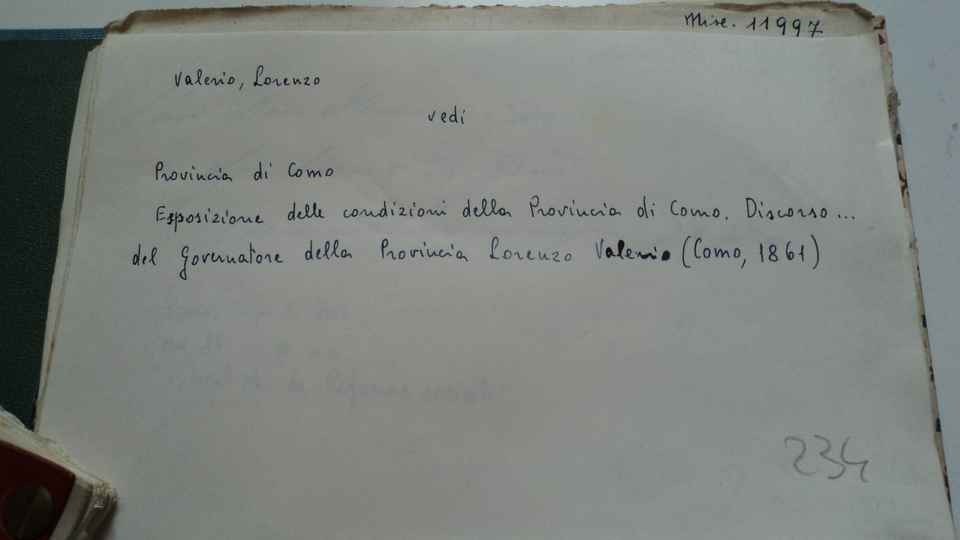 Misc. 11997
Valerio, Lorenzo
vedi
Provincia di Como
Esposizione delle condizioni della Provincia di Como. Discorso...
del Governatore della Provincia Lorenzo Valerio (Como, 1861)
234